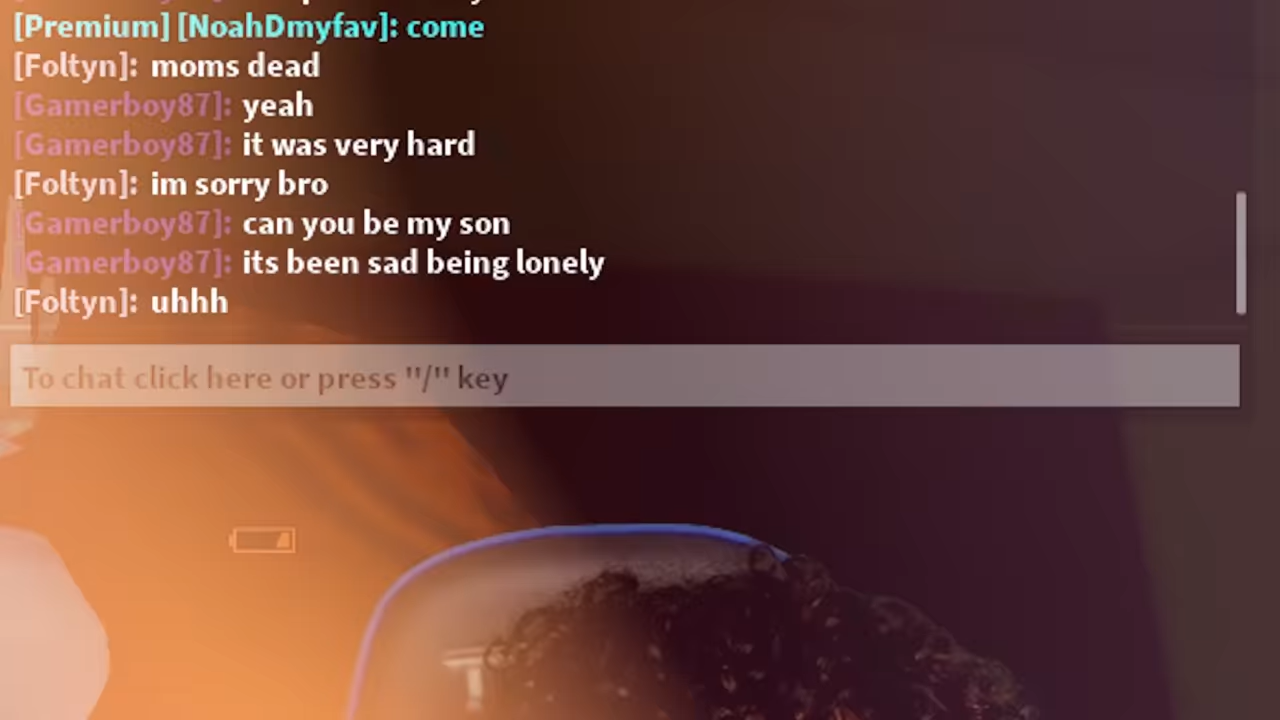 [Premium] [NoahDmyfav]: come
[Foltyn]: moms dead
[Gamerboy87]: yeah
[Gamerboy87]: it was very hard
[Foltyn]: im sorry bro
[Gamerboy87]: can you be my son
[Gamerboy87]: its been sad being lonely
[Foltyn]: uhhh
To chat click here or press "/" key